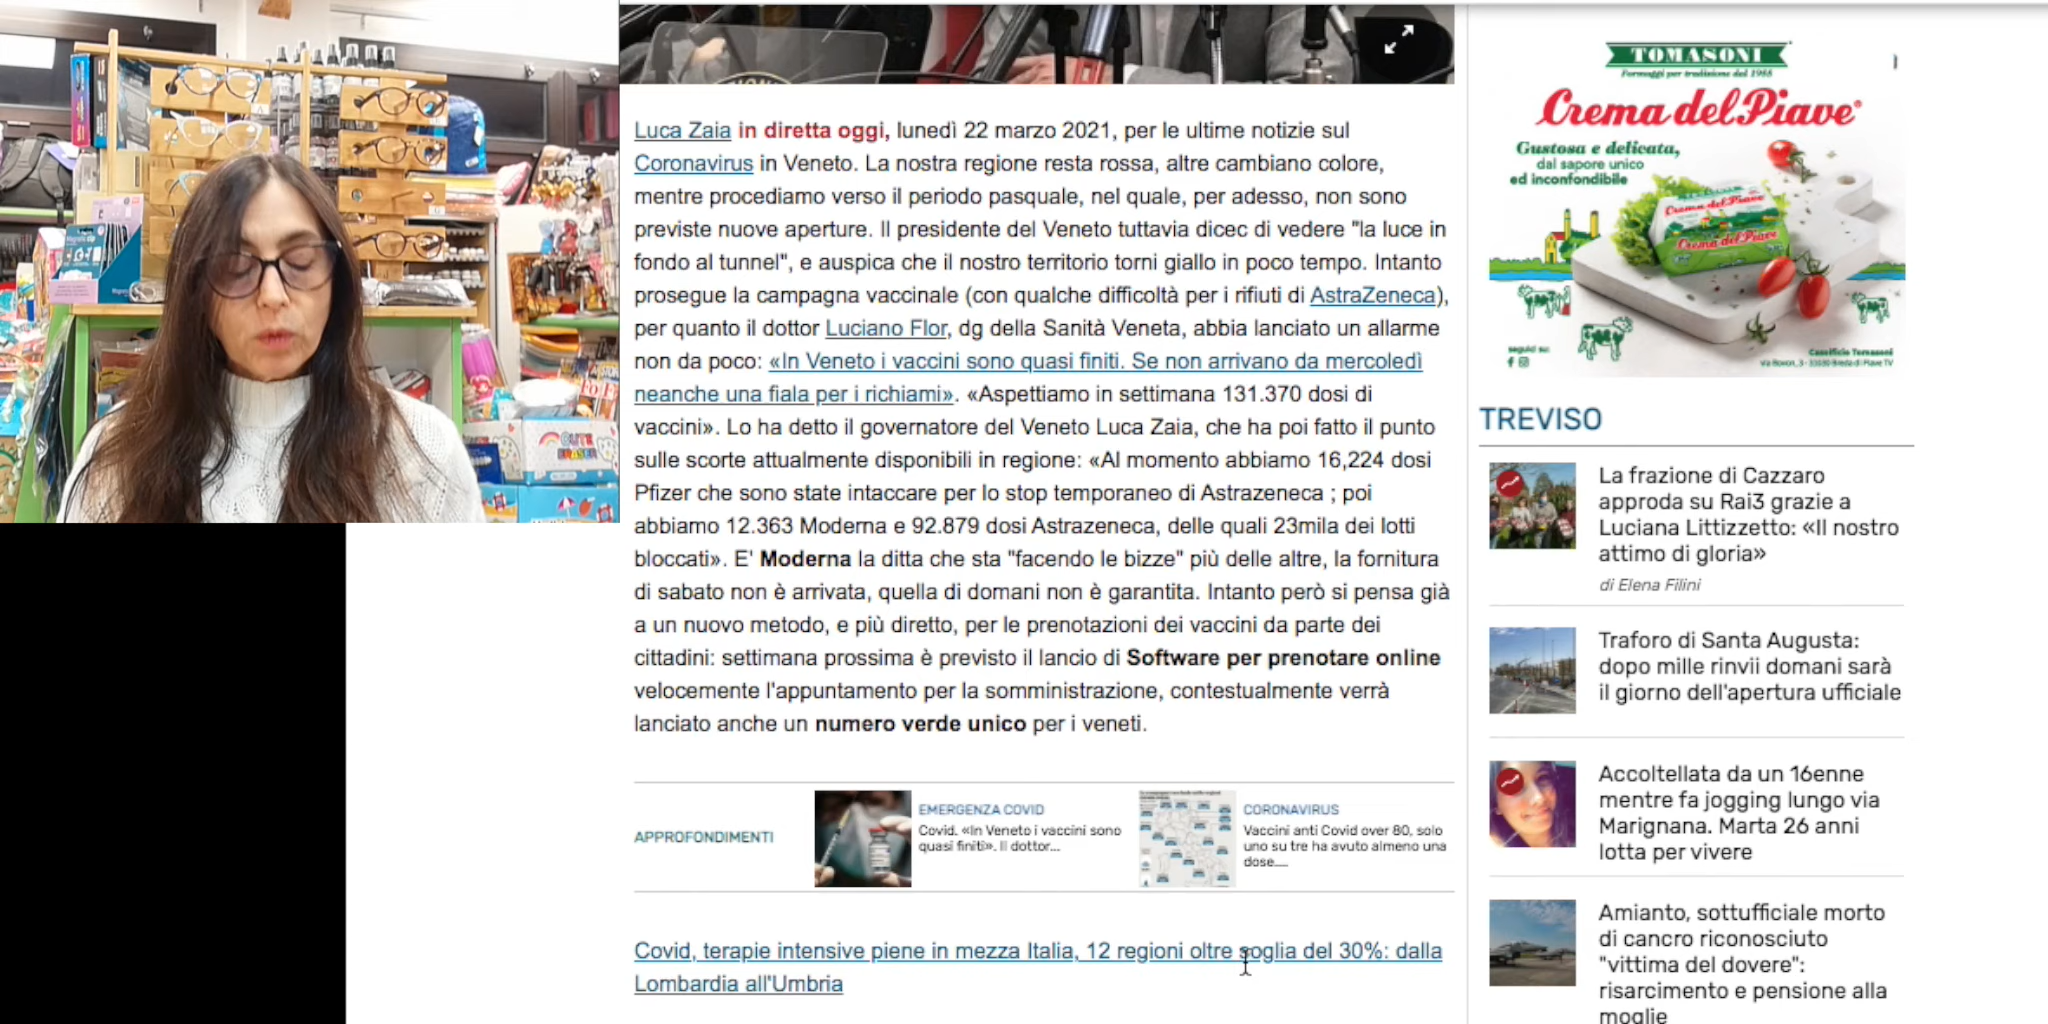 Luca Zaia in diretta oggi, lunedì 22 marzo 2021, per le ultime notizie sul
Coronavirus in Veneto. La nostra regione resta rossa, altre cambiano colore,
mentre procediamo verso il periodo pasquale, nel quale, per adesso, non sono
previste nuove aperture. Il presidente del Veneto tuttavia dicec di vedere "la luce in
fondo al tunnel", e auspica che il nostro territorio torni giallo in poco tempo. Intanto
prosegue la campagna vaccinale (con qualche difficoltà per i rifiuti di AstraZeneca),
per quanto il dottor Luciano Flor, dg della Sanità Veneta, abbia lanciato un allarme
non da poco: «In Veneto i vaccini sono quasi finiti. Se non arrivano da mercoledì
neanche una fiala per i richiami». «Aspettiamo in settimana 131.370 dosi di
vaccini». Lo ha detto il governatore del Veneto Luca Zaia, che ha poi fatto il punto
sulle scorte attualmente disponibili in regione: «Al momento abbiamo 16,224 dosi
Pfizer che sono state intaccare per lo stop temporaneo di Astrazeneca ; poi
abbiamo 12.363 Moderna e 92.879 dosi Astrazeneca, delle quali 23mila dei lotti
bloccati». E' Moderna la ditta che sta "facendo le bizze" più delle altre, la fornitura
di sabato non è arrivata, quella di domani non è garantita. Intanto però si pensa già
a un nuovo metodo, e più diretto, per le prenotazioni dei vaccini da parte dei
cittadini: settimana prossima è previsto il lancio di Software per prenotare online
velocemente l'appuntamento per la somministrazione, contestualmente verrà
lanciato anche un numero verde unico per i veneti.
APPROFONDIMENTI
EMERGENZA COVID
Covid. «In Veneto i vaccini sono
quasi finiti». Il dottor...
CORONAVIRUS
Vaccini anti Covid over 80, solo
uno su tre ha avuto almeno una
dose....
Covid, terapie intensive piene in mezza Italia, 12 regioni oltre soglia del 30%: dalla
Lombardia all'Umbria
TOMASONI
Formaggi per tradizione dal 1955
Crema del Piave
Gustosa e delicata,
dal sapore unico
ed inconfondibile
Crema del Piave
Crema del Piave
seguici su:
Caseificio Tomasoni
TREVISO
La frazione di Cazzaro
approda su Rai3 grazie a
Luciana Littizzetto: «Il nostro
attimo di gloria»
di Elena Filini
Traforo di Santa Augusta:
dopo mille rinvii domani sarà
il giorno dell'apertura ufficiale
Accoltellata da un 16enne
mentre fa jogging lungo via
Marignana. Marta 26 anni
lotta per vivere
Amianto, sottufficiale morto
di cancro riconosciuto
"vittima del dovere":
risarcimento e pensione alla
moglie
CUTE
ERASER